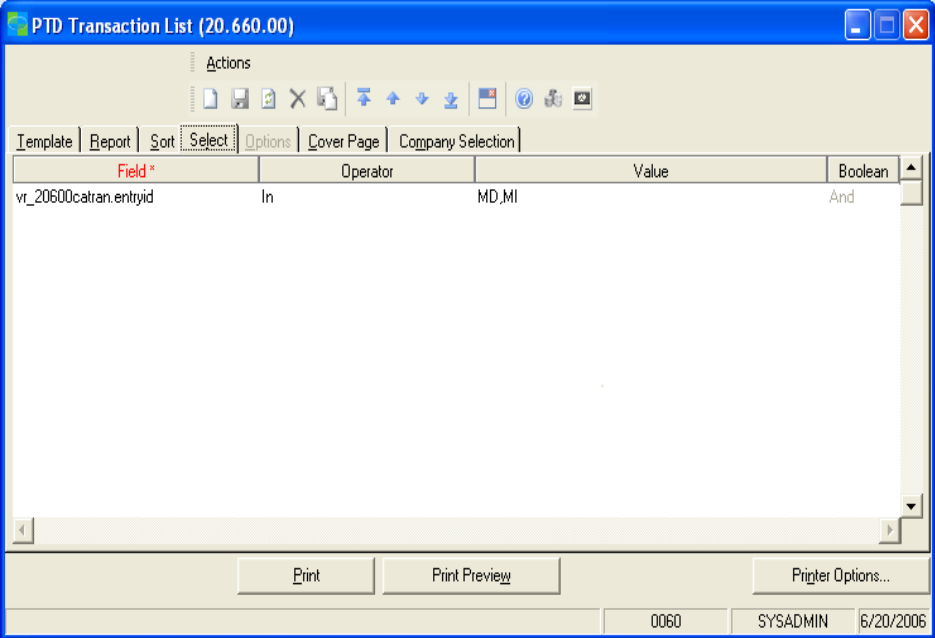 PTD Transaction List (20.660.00)
Actions
Template Report Sort Select Options Cover Page Company Selection
Field * Operator Value Boolean
vr_20600catran.entryid In MD,MI And
Print Print Preview Printer Options...
0060 SYSADMIN 6/20/2006